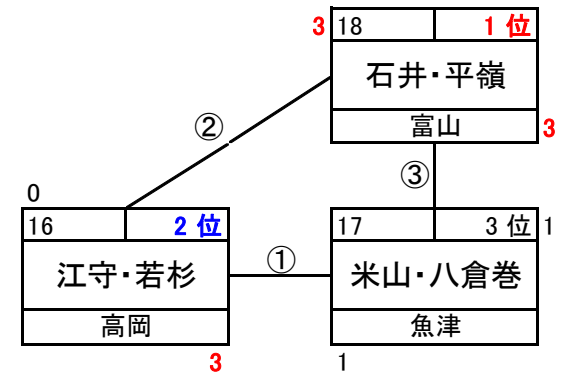 3 18 1 位
石井・平嶺
富山 3
②
③
0
16 2 位
17 3 位 1
江守・若杉
①
米山・八倉巻
高岡
魚津
3
1